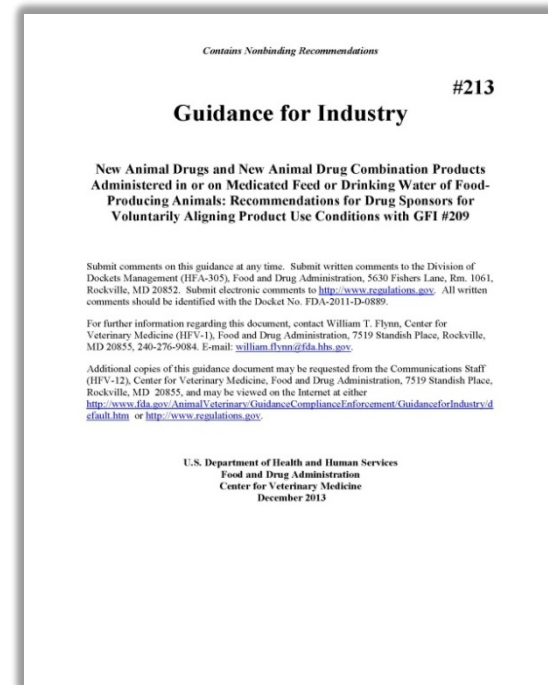 Contains Nonbinding Recommendations
#213
Guidance for Industry
New Animal Drugs and New Animal Drug Combination Products
Administered in or on Medicated Feed or Drinking Water of Food-
Producing Animals: Recommendations for Drug Sponsors for
Voluntarily Aligning Product Use Conditions with GFI #209
Submit comments on this guidance at any time. Submit written comments to the Division of
Dockets Management (HFA-305), Food and Drug Administration, 5630 Fishers Lane, Rm. 1061,
Rockville, MD 20852. Submit electronic comments to http://www.regulations.gov. All written
comments should be identified with the Docket No. FDA-2011-D-0889.
For further information regarding this document, contact William T. Flynn, Center for
Veterinary Medicine (HFV-1), Food and Drug Administration, 7519 Standish Place, Rockville,
MD 20855, 240-276-9084. E-mail: william.flynn@fda.hhs.gov.
Additional copies of this guidance document may be requested from the Communications Staff
(HFV-12), Center for Veterinary Medicine, Food and Drug Administration, 7519 Standish Place,
Rockville, MD 20855, and may be viewed on the Internet at either
http://www.fda.gov/AnimalVeterinary/GuidanceComplianceEnforcement/GuidanceforIndustry/d
efault.htm or http://www.regulations.gov.
U.S. Department of Health and Human Services
Food and Drug Administration
Center for Veterinary Medicine
December 2013